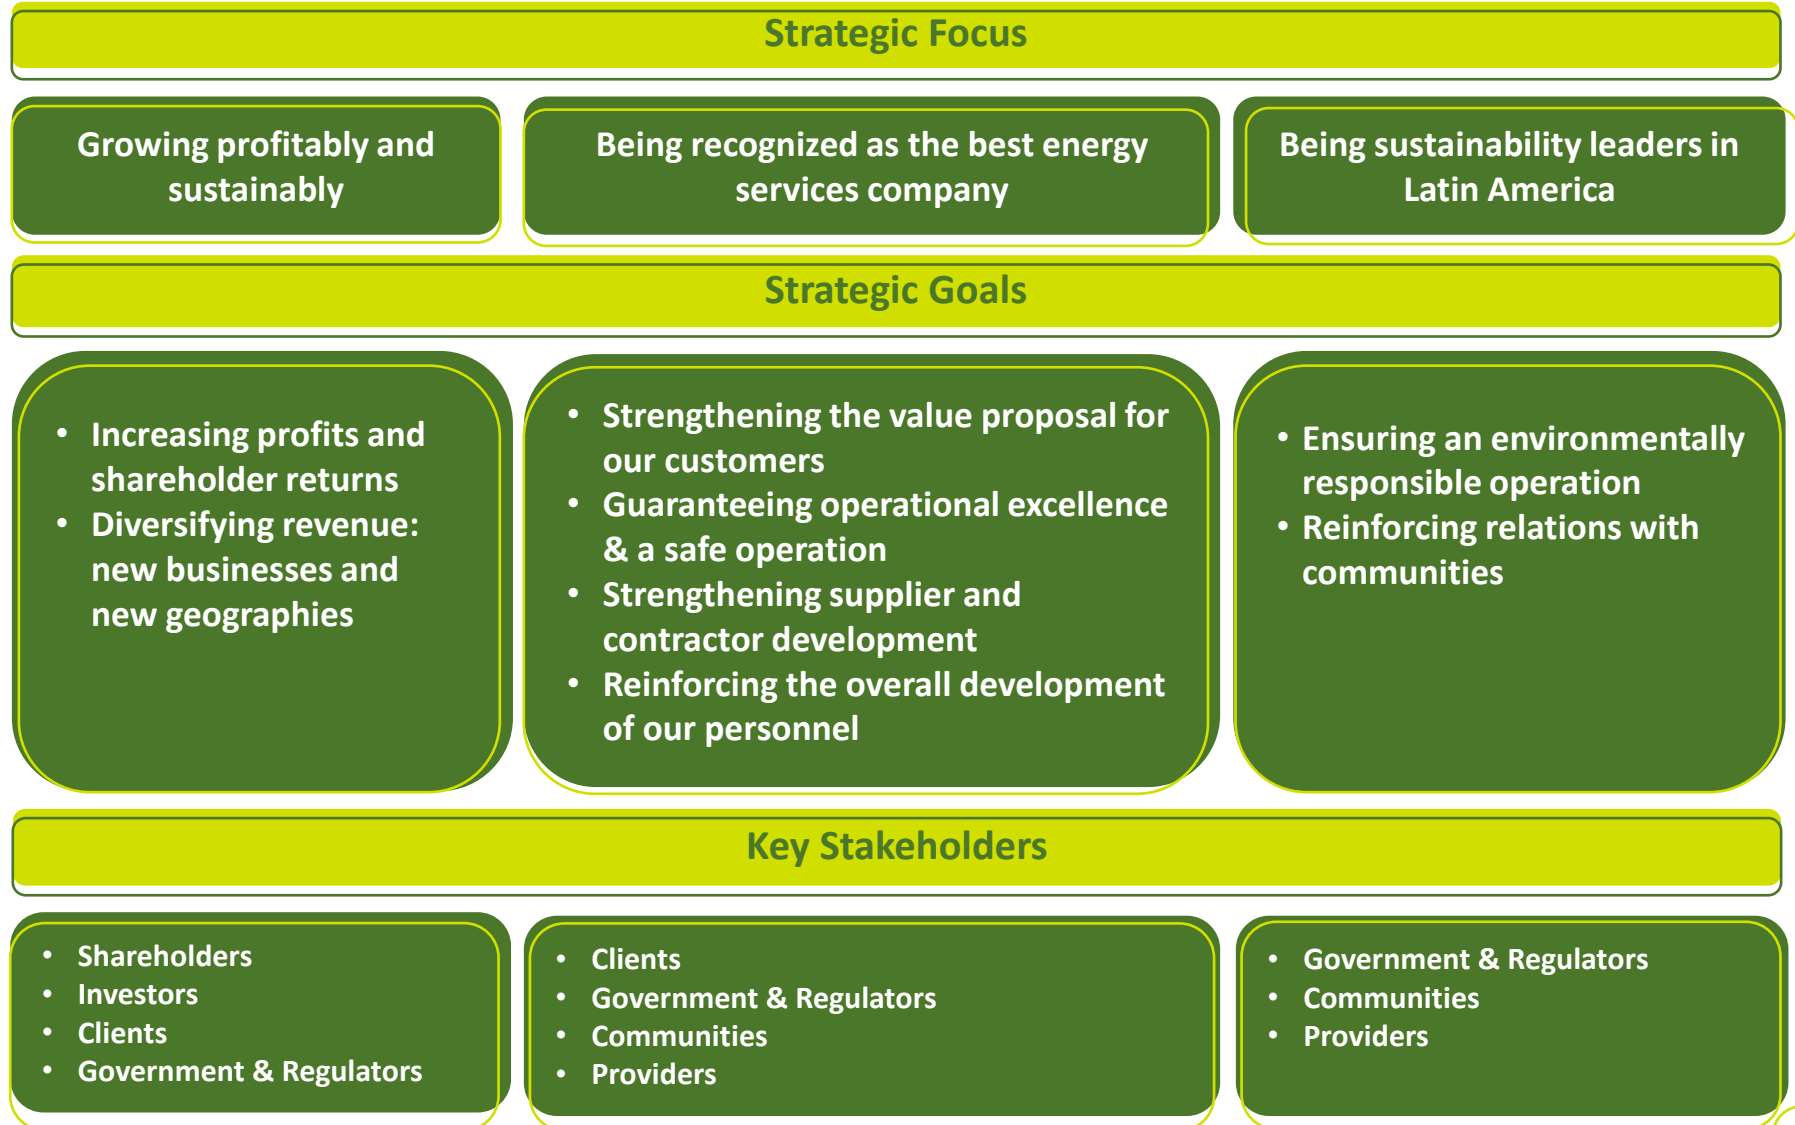 Strategic Focus
Growing profitably and
sustainably
Being recognized as the best energy
services company
Being sustainability leaders in
Latin America
Strategic Goals
• Increasing profits and
shareholder returns
• Diversifying revenue:
new businesses and
new geographies
• Strengthening the value proposal for
our customers
• Guaranteeing operational excellence
& a safe operation
• Strengthening supplier and
contractor development
• Reinforcing the overall development
of our personnel
• Ensuring an environmentally
responsible operation
• Reinforcing relations with
communities
Key Stakeholders
• Shareholders
• Investors
• Clients
• Government & Regulators
• Clients
• Government & Regulators
• Communities
• Providers
• Government & Regulators
• Communities
• Providers